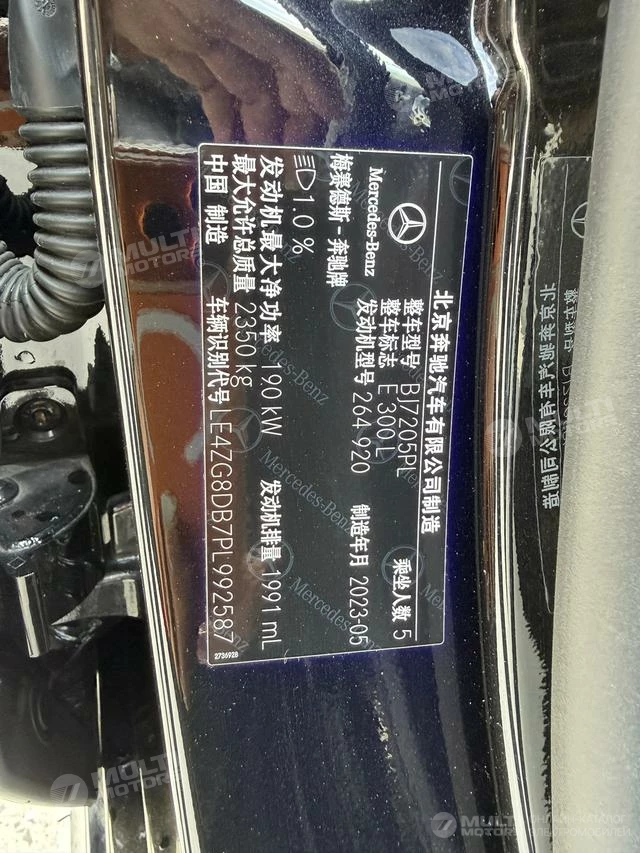 北京奔驰汽车有限公司制造
Mercedes-Benz
梅赛德斯-奔驰牌
整车型号 BJ7205PL
整车标志 E 300 L
发动机型号 264 920
乘坐人数 5
制造年月 2023-05
1.0 %
发动机最大净功率 190 kW
发动机排量 1991 mL
最大允许总质量 2350 kg
中国 制造
车辆识别代号 LE4ZG8DB7PL992587
2736928
MULTI
MOTORS